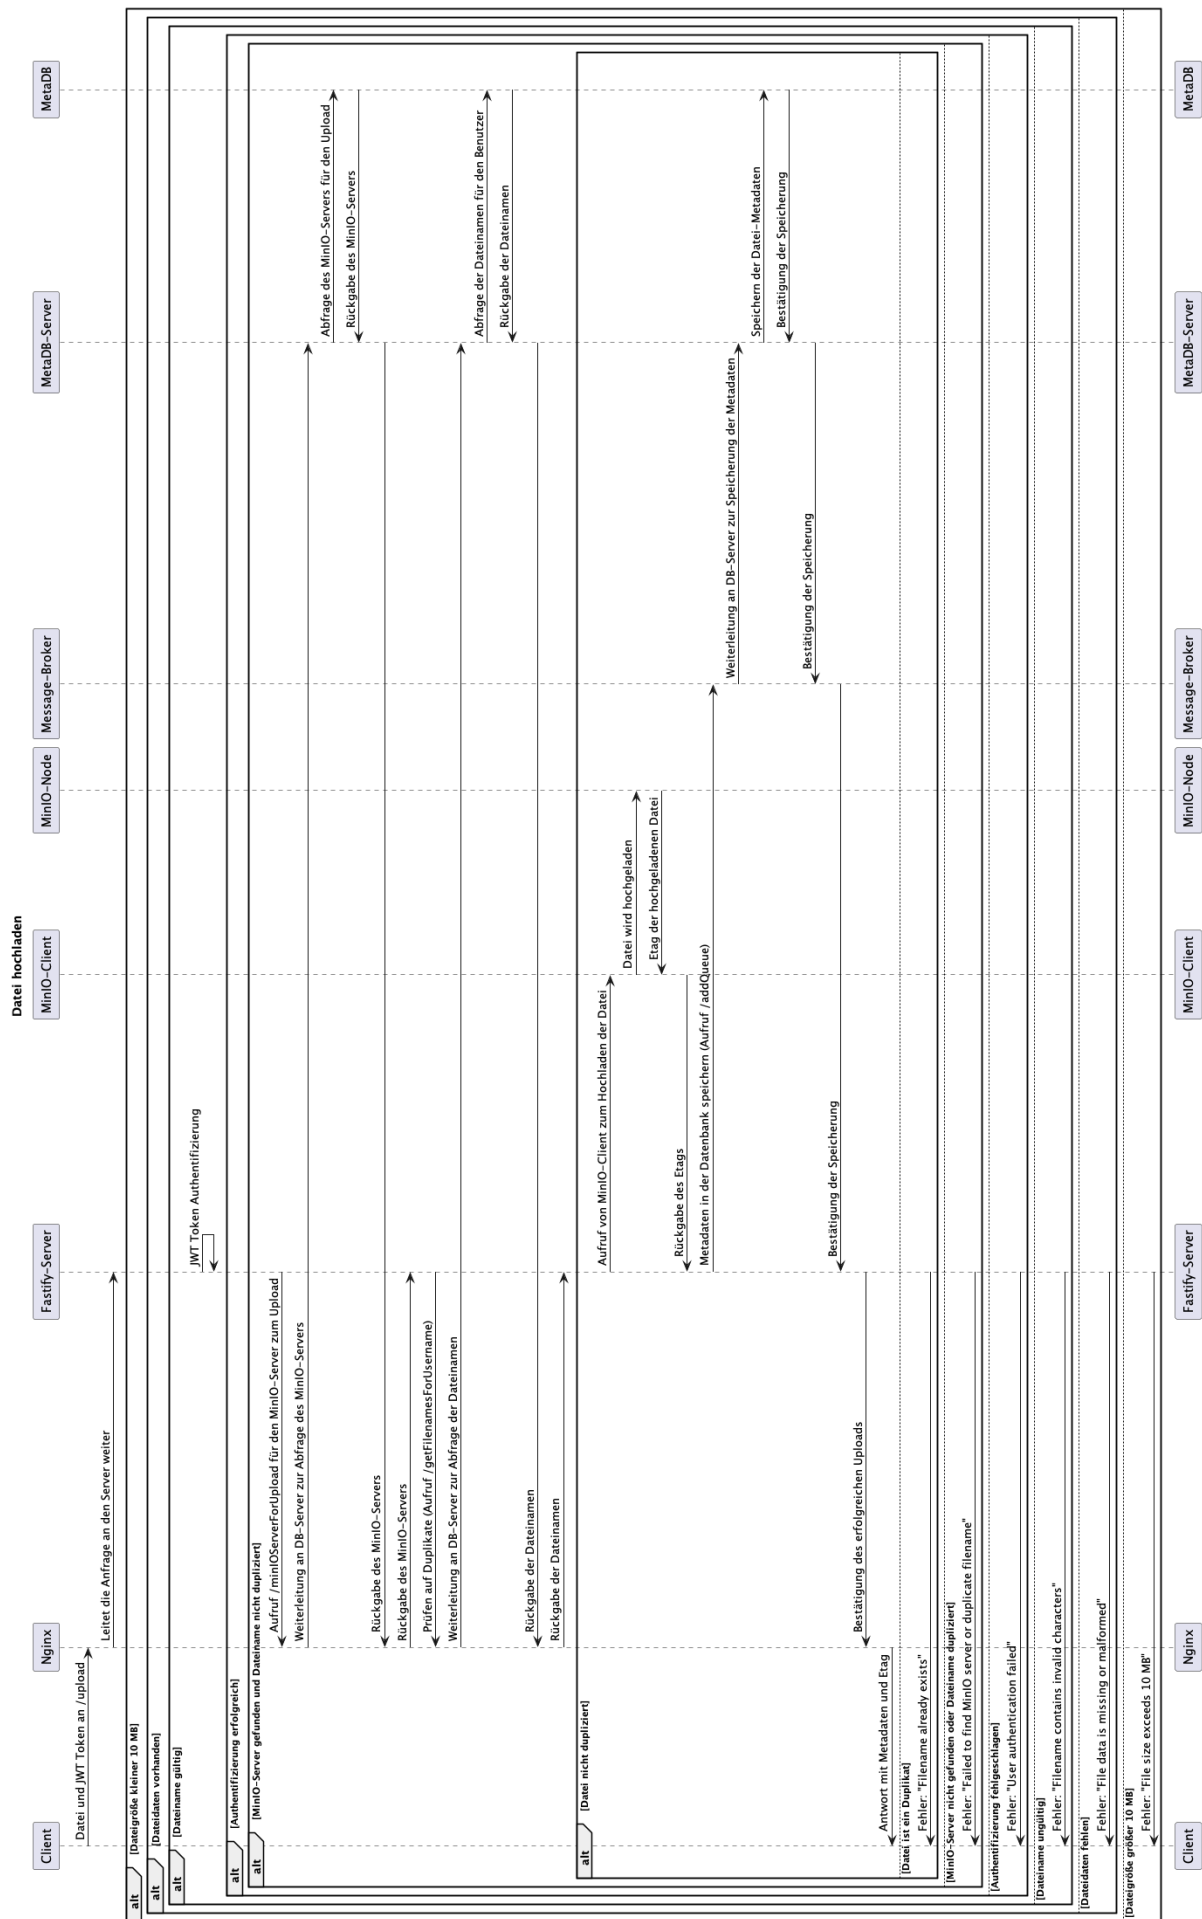 Datei hochladen
Client
Nginx
Fastify-Server
MinIO-Client
MinIO-Node
Message-Broker
MetaDB-Server
MetaDB
Datei und JWT Token an /upload
Leitet die Anfrage an den Server weiter
alt
[Dateigröße kleiner 10 MB]
alt
[Dateidaten vorhanden]
alt
[Dateiname gültig]
JWT Token Authentifizierung
alt
[Authentifizierung erfolgreich]
alt
[MinIO-Server gefunden und Dateiname nicht dupliziert]
Aufruf /minIOServerForUpload für den MinIO-Server zum Upload
Weiterleitung an DB-Server zur Abfrage des MinIO-Servers
Abfrage des MinIO-Servers für den Upload
Rückgabe des MinIO-Servers
Rückgabe des MinIO-Servers
Rückgabe des MinIO-Servers
Prüfen auf Duplikate (Aufruf /getFilenamesForUsername)
Weiterleitung an DB-Server zur Abfrage der Dateinamen
Abfrage der Dateinamen für den Benutzer
Rückgabe der Dateinamen
Rückgabe der Dateinamen
Rückgabe der Dateinamen
alt
[Datei nicht dupliziert]
Aufruf von MinIO-Client zum Hochladen der Datei
Datei wird hochgeladen
Etag der hochgeladenen Datei
Rückgabe des Etags
Metadaten in der Datenbank speichern (Aufruf /addQueue)
Weiterleitung an DB-Server zur Speicherung der Metadaten
Speichern der Datei-Metadaten
Bestätigung der Speicherung
Bestätigung der Speicherung
Bestätigung der Speicherung
Bestätigung des erfolgreichen Uploads
Antwort mit Metadaten und Etag
[Datei ist ein Duplikat]
Fehler: "Filename already exists"
[MinIO-Server nicht gefunden oder Dateiname dupliziert]
Fehler: "Failed to find MinIO server or duplicate filename"
[Authentifizierung fehlgeschlagen]
Fehler: "User authentication failed"
[Dateiname ungültig]
Fehler: "Filename contains invalid characters"
[Dateidaten fehlen]
Fehler: "File data is missing or malformed"
[Dateigröße größer 10 MB]
Fehler: "File size exceeds 10 MB"
Client
Nginx
Fastify-Server
MinIO-Client
MinIO-Node
Message-Broker
MetaDB-Server
MetaDB